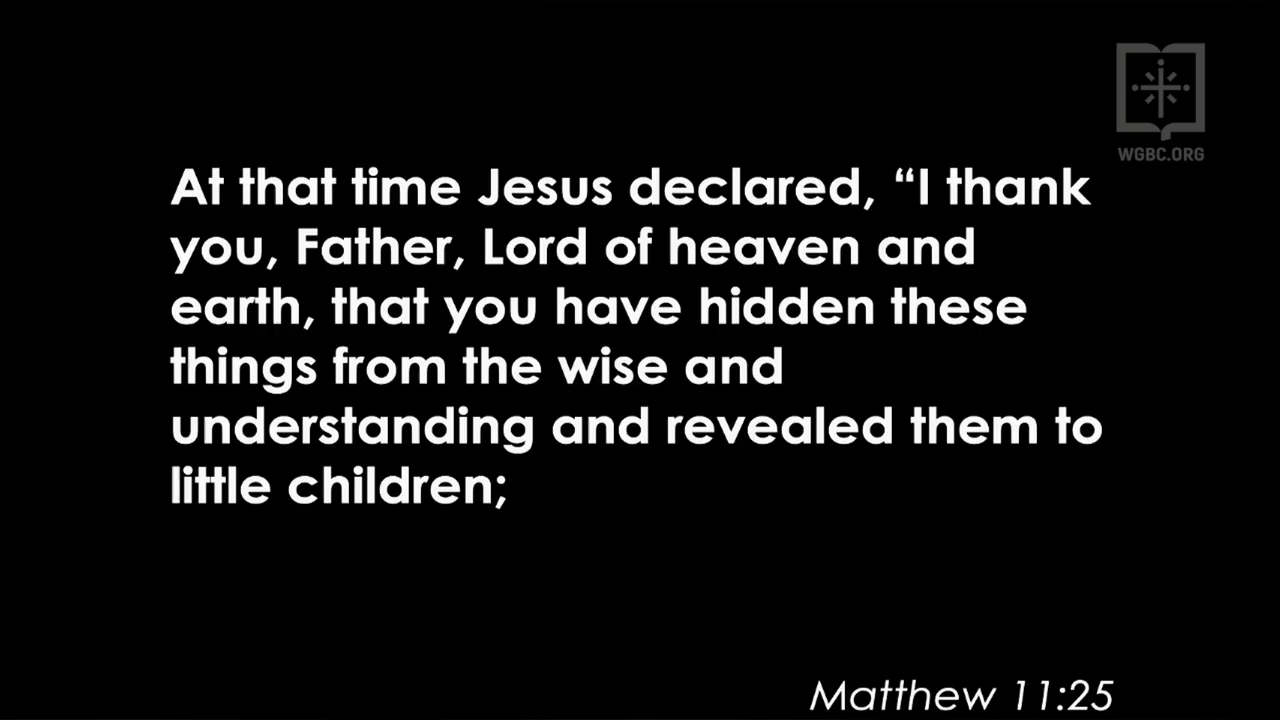 WGBC.ORG
At that time Jesus declared, “I thank
you, Father, Lord of heaven and
earth, that you have hidden these
things from the wise and
understanding and revealed them to
little children;
Matthew 11:25